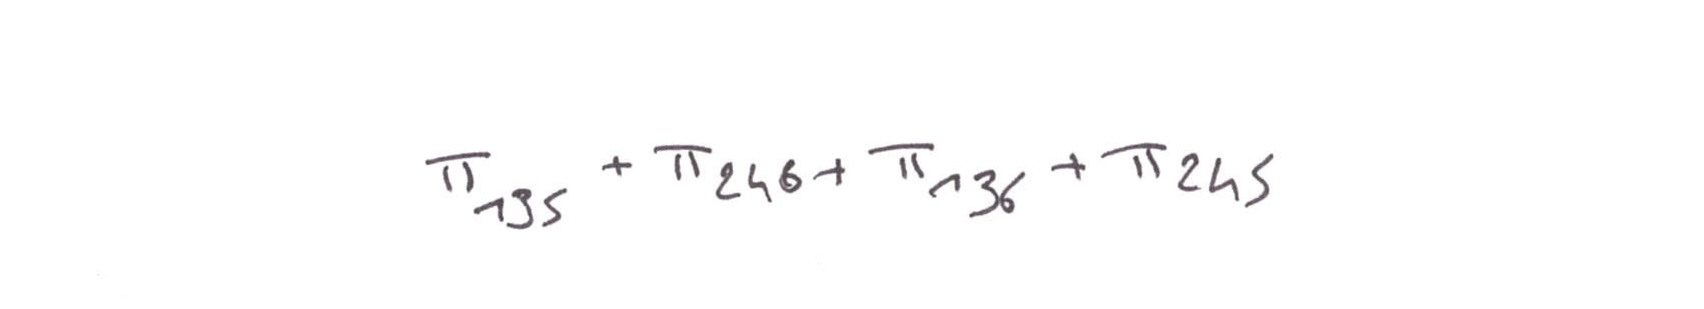 π₁₃₅ + π₂₄₆ + π₁₃₆ + π₂₄₅